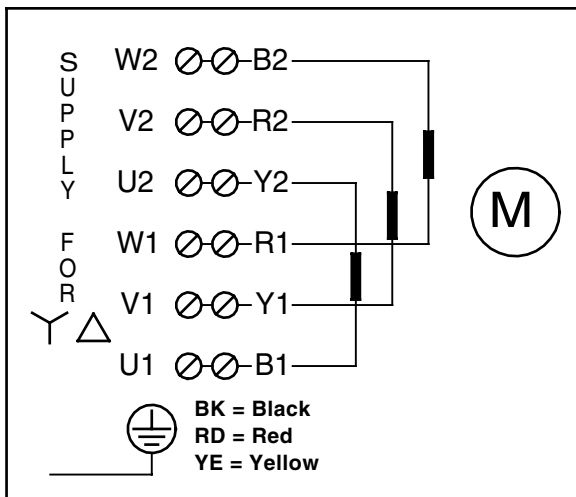 SUPPLY FOR
W2 B2
V2 R2
U2 Y2
W1 R1
V1 Y1
U1 B1
M
BK = Black
RD = Red
YE = Yellow